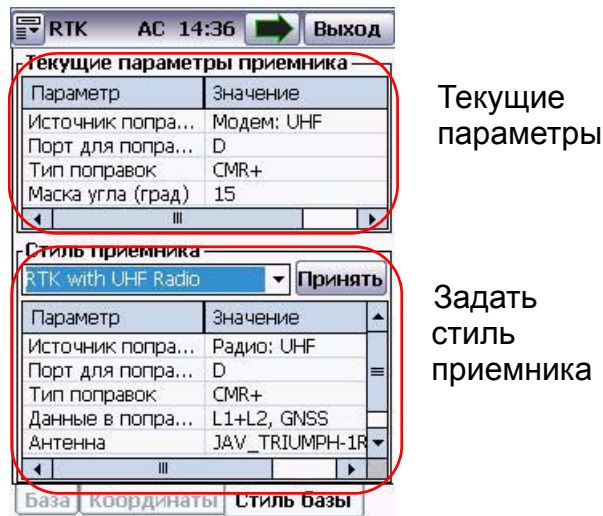 RTK AC 14:36 Выход
Текущие параметры приемника
Параметр Значение
Источник попра... Модем: UHF
Порт для попра... D
Тип поправок CMR+
Маска угла (град) 15
Текущие
параметры
Стиль приемника
RTK with UHF Radio Принять
Параметр Значение
Источник попра... Радио: UHF
Порт для попра... D
Тип поправок CMR+
Данные в попра... L1+L2, GNSS
Антенна JAV_TRIUMPH-1R
Задать
стиль
приемника
База Координаты Стиль базы